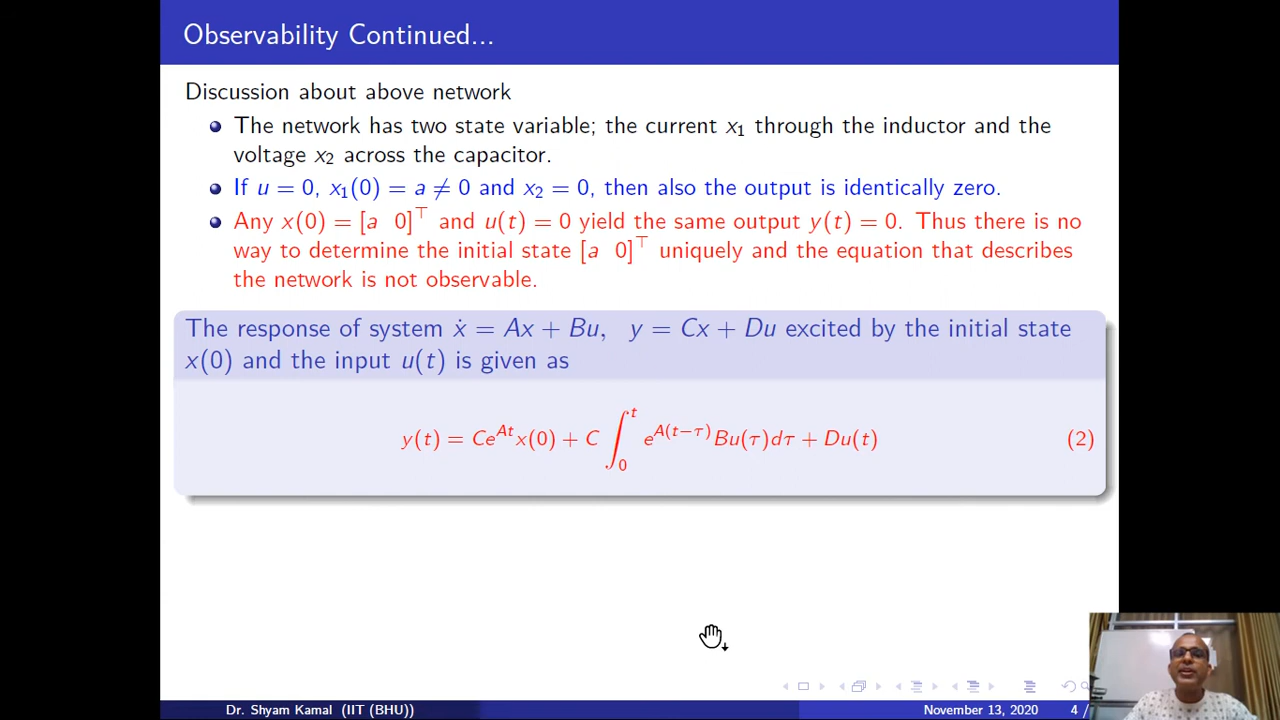 Observability Continued...
Discussion about above network
The network has two state variable; the current x₁ through the inductor and the
voltage x₂ across the capacitor.
If u = 0, x₁(0) = a ≠ 0 and x₂ = 0, then also the output is identically zero.
Any x(0) = [a 0]⊤ and u(t) = 0 yield the same output y(t) = 0. Thus there is no
way to determine the initial state [a 0]⊤ uniquely and the equation that describes
the network is not observable.
The response of system ẋ = Ax + Bu, y = Cx + Du excited by the initial state
x(0) and the input u(t) is given as
y(t) = Ce^{At}x(0) + C ∫₀ᵗ e^{A(t−τ)}Bu(τ)dτ + Du(t) (2)
Dr. Shyam Kamal (IIT (BHU)) November 13, 2020 4 /